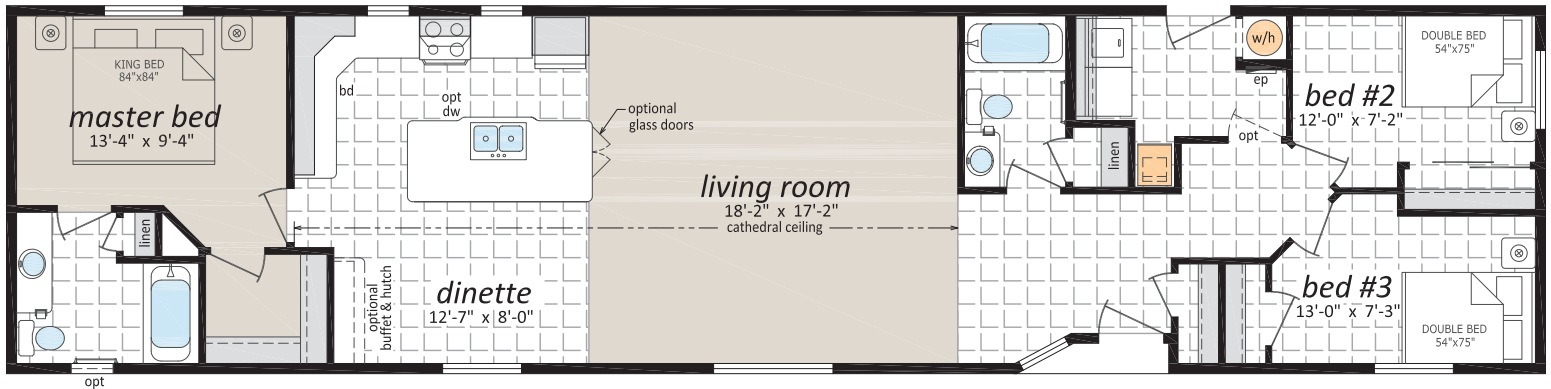 KING BED
84"x84"
master bed
13'-4" x 9'-4"
linen
opt
bd
opt
dw
optional
glass doors
living room
18'-2" x 17'-2"
cathedral ceiling
dinette
12'-7" x 8'-0"
optional
buffet & hutch
linen
w/h
ep
opt
DOUBLE BED
54"x75"
bed #2
12'-0" x 7'-2"
bed #3
13'-0" x 7'-3"
DOUBLE BED
54"x75"